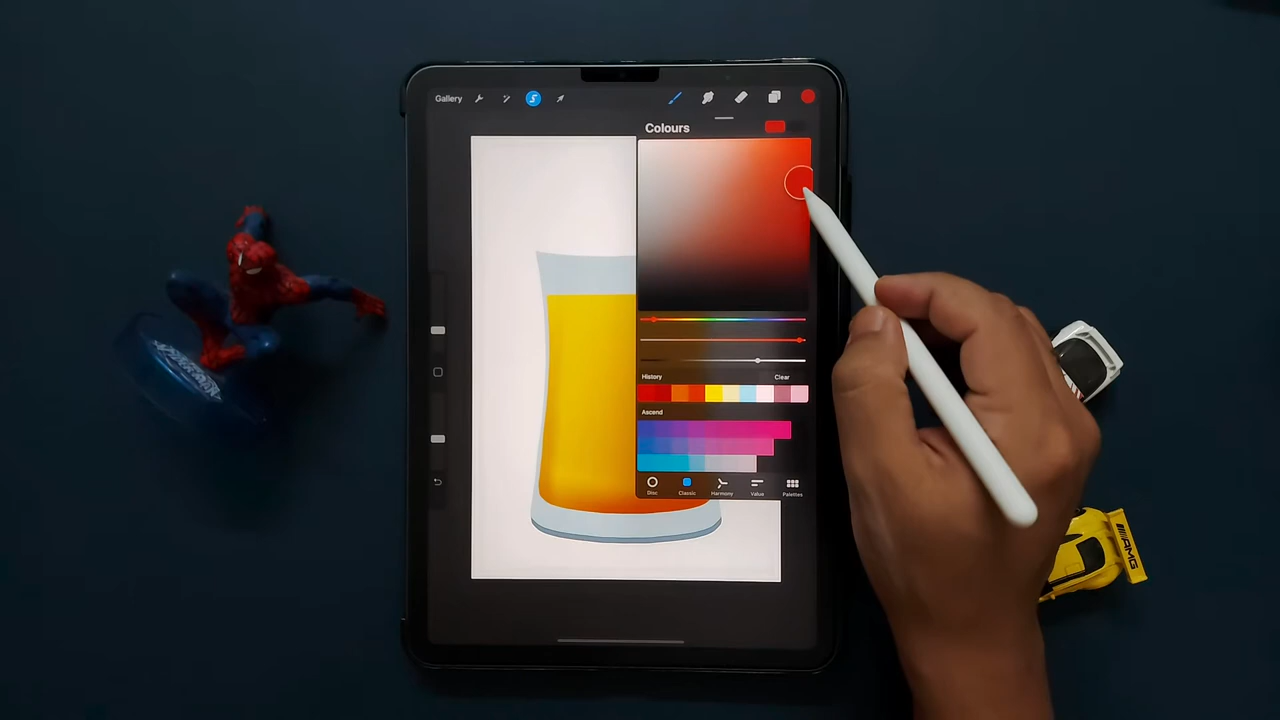 Gallery
S
Colours
History Clear
Ascend
Disc Classic Harmony Value Palettes
AMG